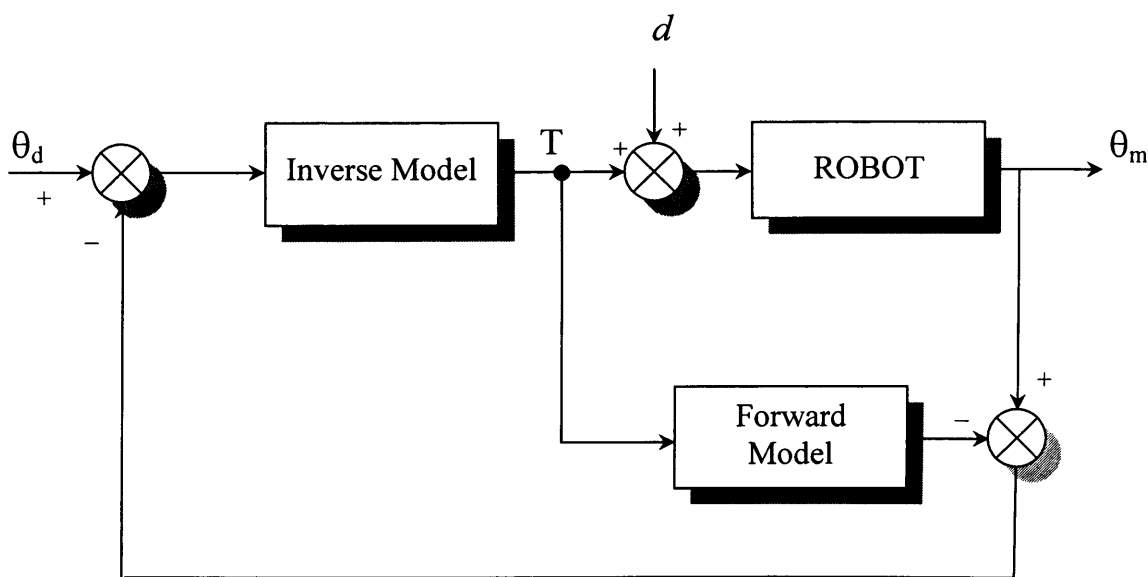 d
θd
+
−
Inverse Model
T
+
+
ROBOT
θm
Forward
Model
−
+